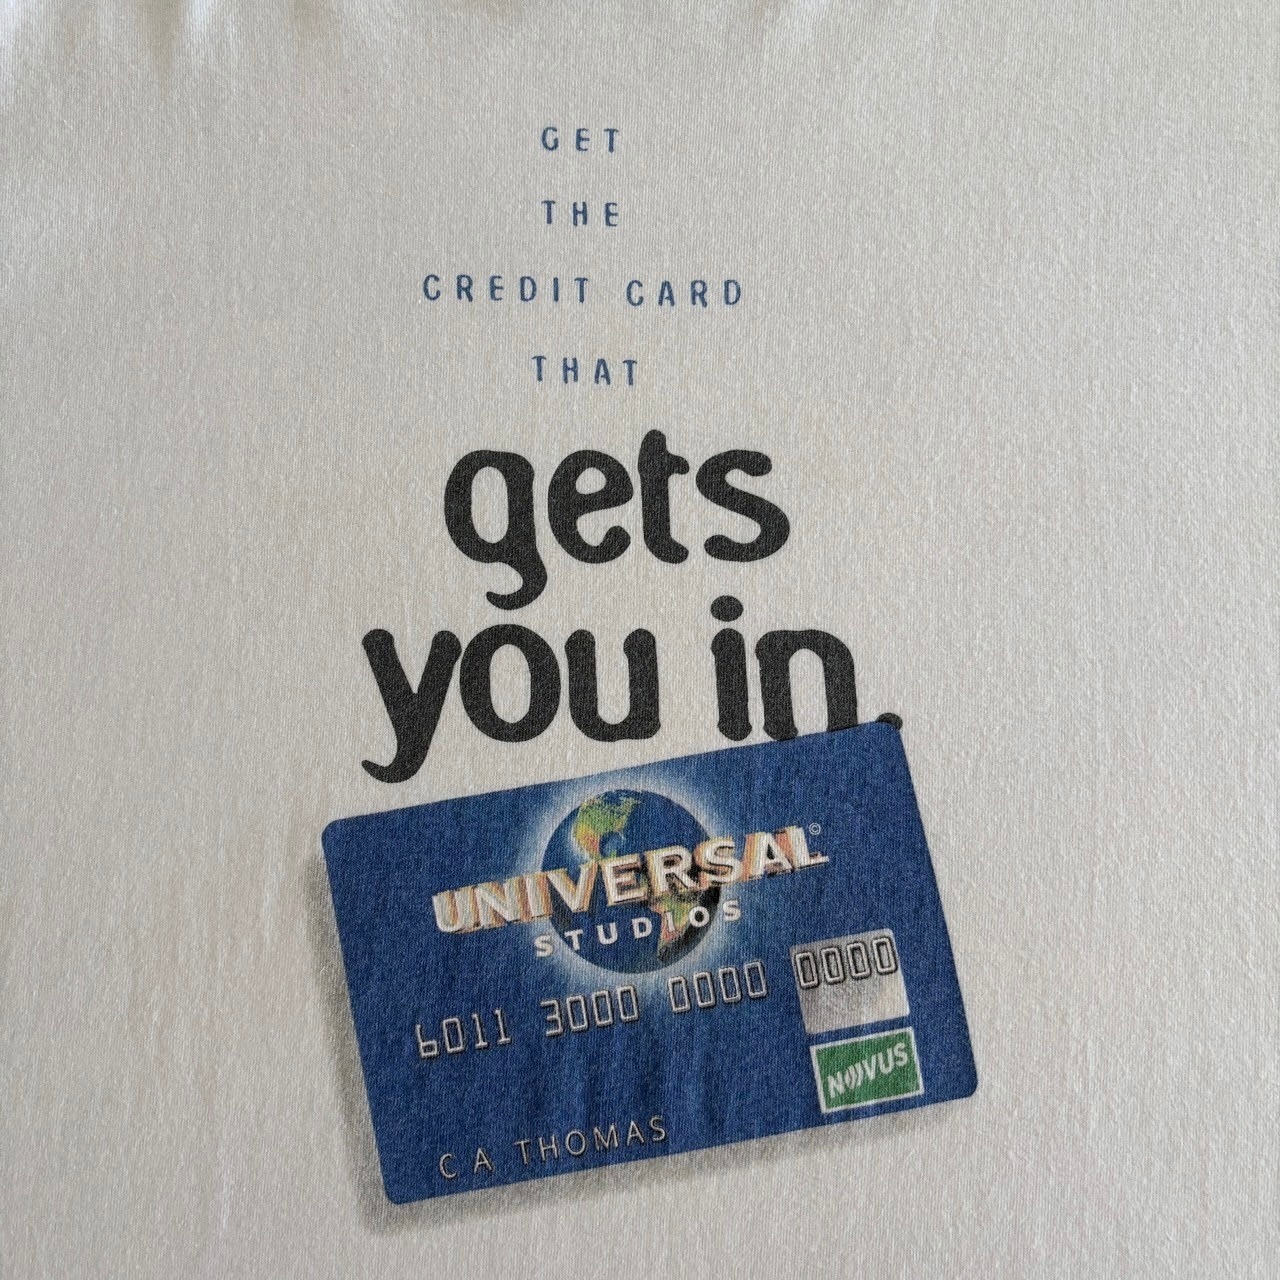 GET
THE
CREDIT CARD
THAT
gets
you in.
UNIVERSAL©
STUDIOS
6011 3000 0000 0000
NOVUS
C A THOMAS